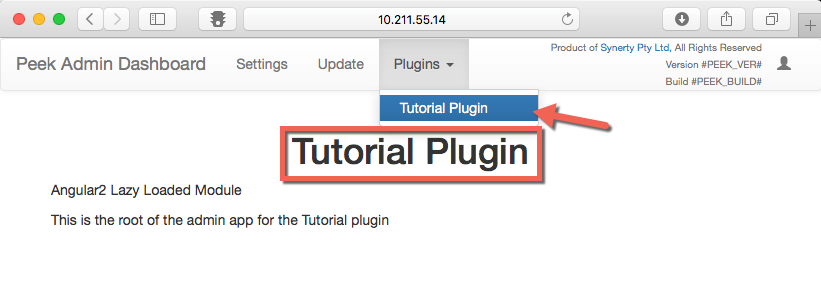 10.211.55.14
Product of Synerty Pty Ltd, All Rights Reserved
Peek Admin Dashboard Settings Update Plugins
Version #PEEK_VER#
Build #PEEK_BUILD#
Tutorial Plugin
Tutorial Plugin
Angular2 Lazy Loaded Module
This is the root of the admin app for the Tutorial plugin